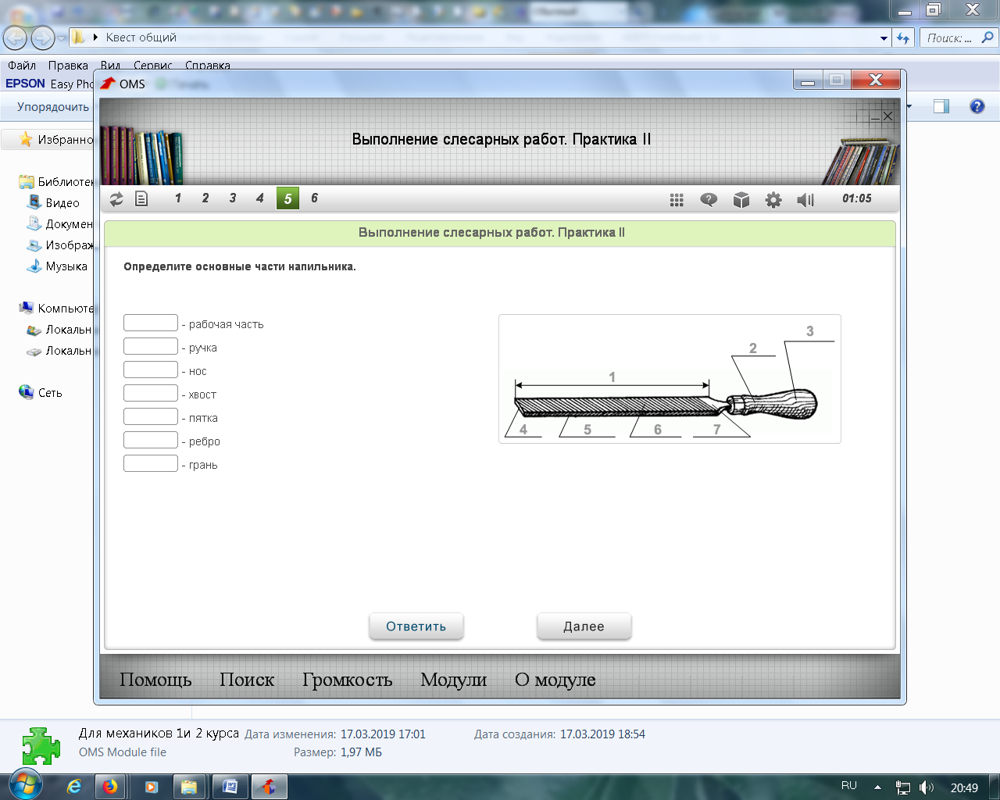 Квест общий
Поиск: ...
Файл Правка Вид Сервис Справка
EPSON Easy Pho
OMS
Упорядочить
Выполнение слесарных работ. Практика II
Избранно
1 2 3 4 5 6
01:05
Библиотек
Видео
Докумен
Изображ
Музыка
Компьюте
Локальн
Локальн
Сеть
Выполнение слесарных работ. Практика II
Определите основные части напильника.
- рабочая часть
- ручка
- нос
- хвост
- пятка
- ребро
- грань
3
2
1
4 5 6 7
Ответить Далее
Помощь Поиск Громкость Модули О модуле
Для механиков 1и 2 курса Дата изменения: 17.03.2019 17:01 Дата создания: 17.03.2019 18:54
OMS Module file Размер: 1,97 МБ
RU 20:49